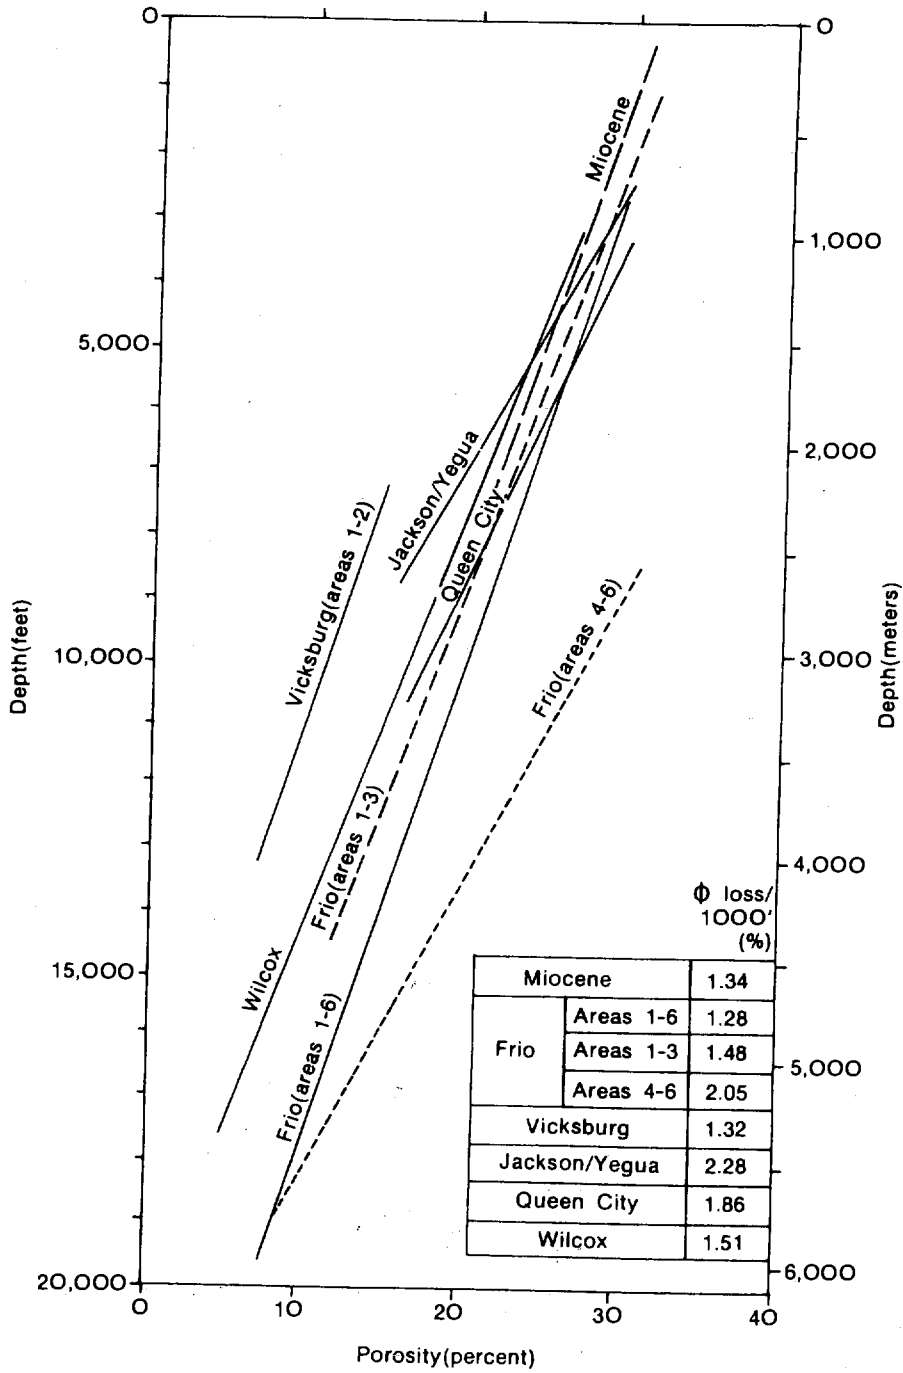 0
0
Miocene
1,000
5,000
Jackson/Yegua
Queen City
2,000
Vicksburg(areas 1-2)
Depth(feet)
Depth(meters)
Frio(areas 4-6)
10,000
3,000
Frio(areas 1-3)
4,000
Wilcox
15,000
Frio(areas 1-6)
ϕ loss/
1000'
(%)
Miocene 1.34
Frio
Areas 1-6 1.28
Areas 1-3 1.48
Areas 4-6 2.05
5,000
Vicksburg 1.32
Jackson/Yegua 2.28
Queen City 1.86
Wilcox 1.51
20,000
6,000
0 10 20 30 40
Porosity(percent)